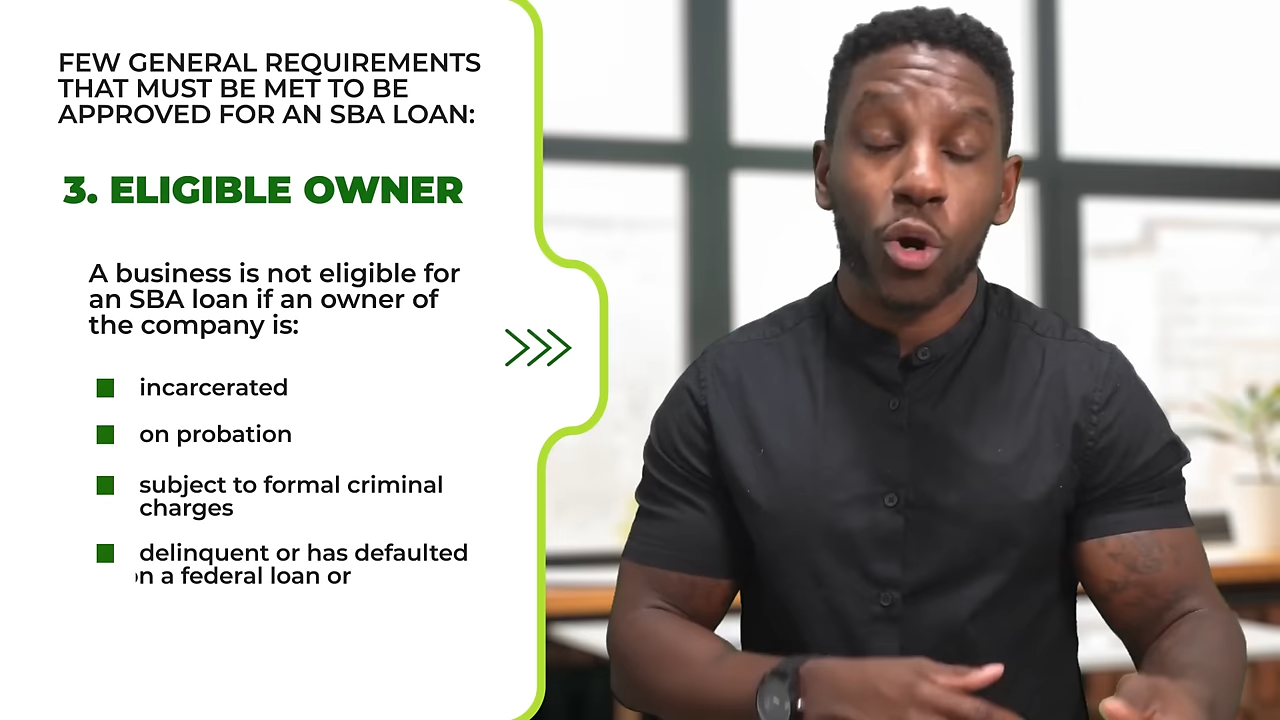 FEW GENERAL REQUIREMENTS
THAT MUST BE MET TO BE
APPROVED FOR AN SBA LOAN:
3. ELIGIBLE OWNER
A business is not eligible for
an SBA loan if an owner of
the company is:
incarcerated
on probation
subject to formal criminal
charges
delinquent or has defaulted
on a federal loan or